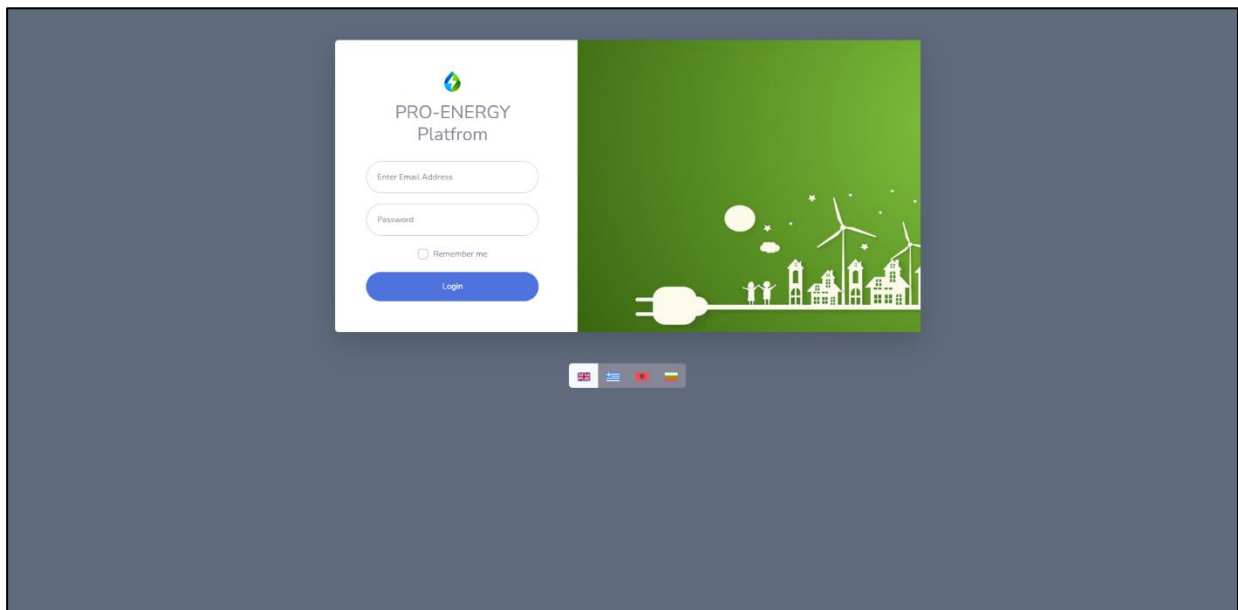 PRO-ENERGY
Platfrom
Enter Email Address
Password
Remember me
Login